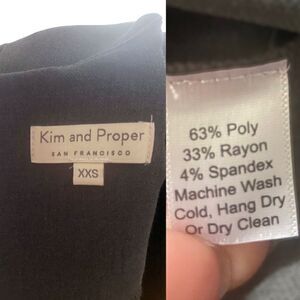 Kim and Proper
SAN FRANCISCO
XXS
63% Poly
33% Rayon
4% Spandex
Machine Wash
Cold, Hang Dry
Or Dry Clean